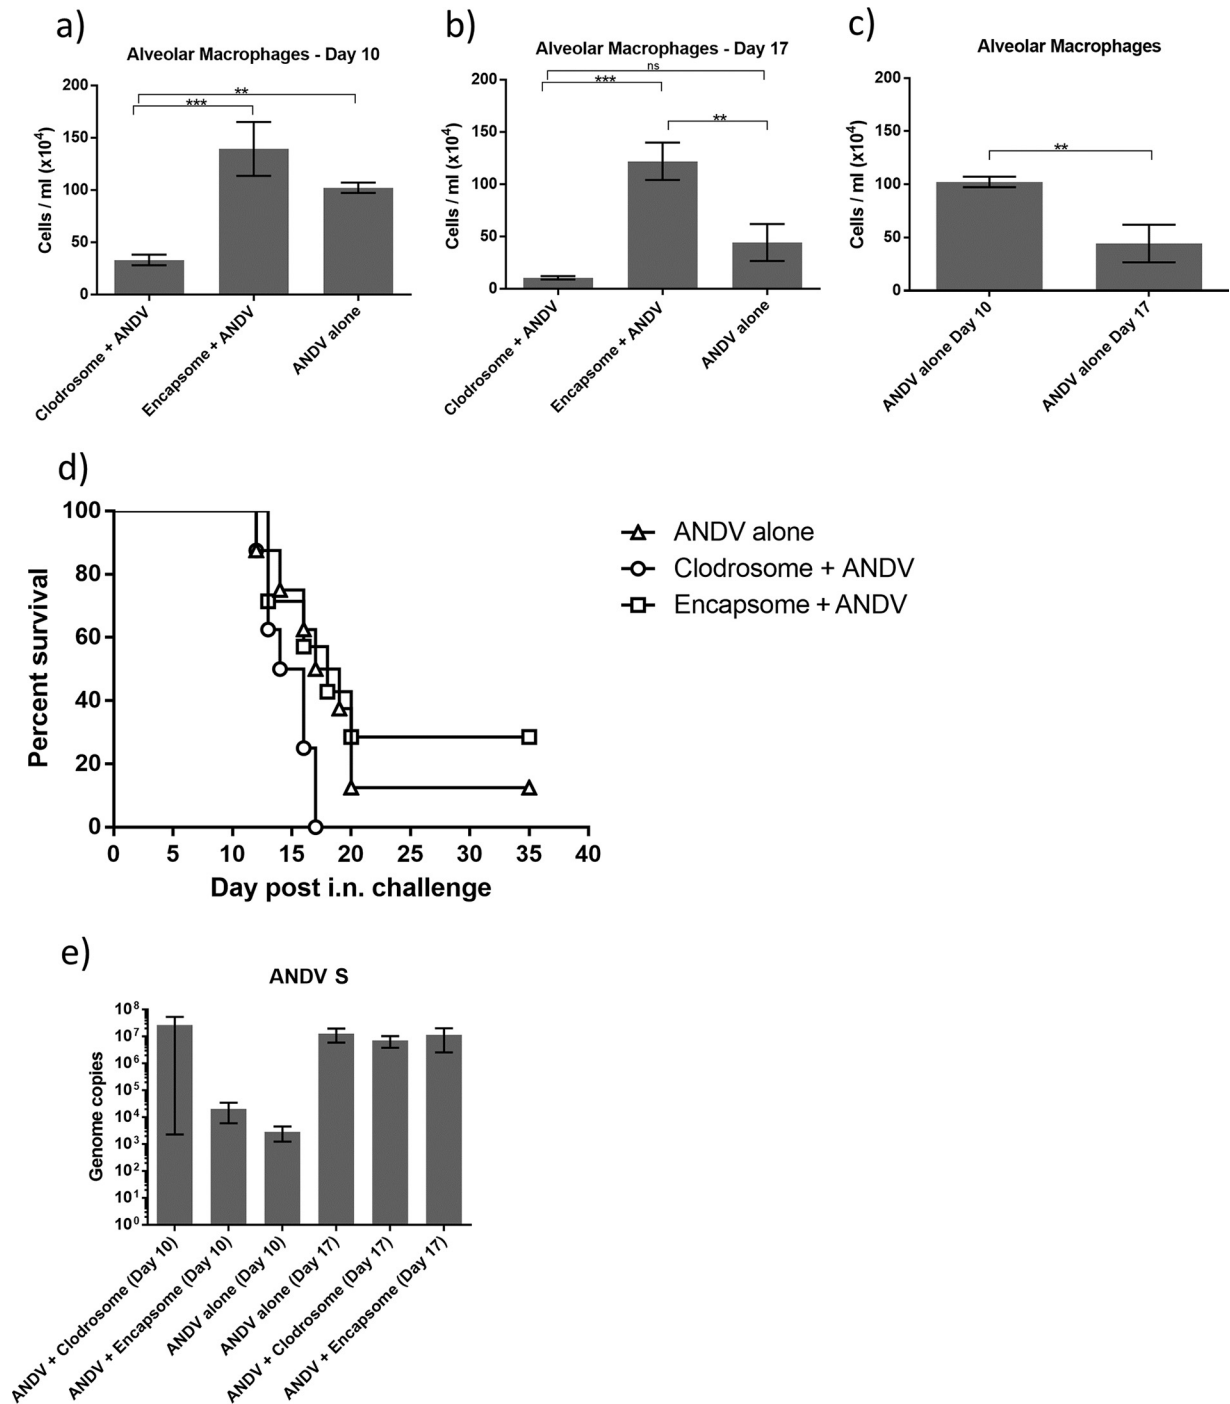 a)
Alveolar Macrophages - Day 10
**
***
Cells / ml (x10⁴)
200
150
100
50
0
Clodrosome + ANDV
Encapsome + ANDV
ANDV alone
b)
Alveolar Macrophages - Day 17
ns
***
**
Cells / ml (x10⁴)
200
150
100
50
0
Clodrosome + ANDV
Encapsome + ANDV
ANDV alone
c)
Alveolar Macrophages
**
Cells / ml (x10⁴)
200
150
100
50
0
ANDV alone Day 10
ANDV alone Day 17
d)
Percent survival
100
80
60
40
20
0
0 5 10 15 20 25 30 35 40
Day post i.n. challenge
ANDV alone
Clodrosome + ANDV
Encapsome + ANDV
e)
ANDV S
Genome copies
10⁸
10⁷
10⁶
10⁵
10⁴
10³
10²
10¹
10⁰
ANDV + Clodrosome (Day 10)
ANDV + Encapsome (Day 10)
ANDV alone (Day 10)
ANDV alone (Day 17)
ANDV + Clodrosome (Day 17)
ANDV + Encapsome (Day 17)